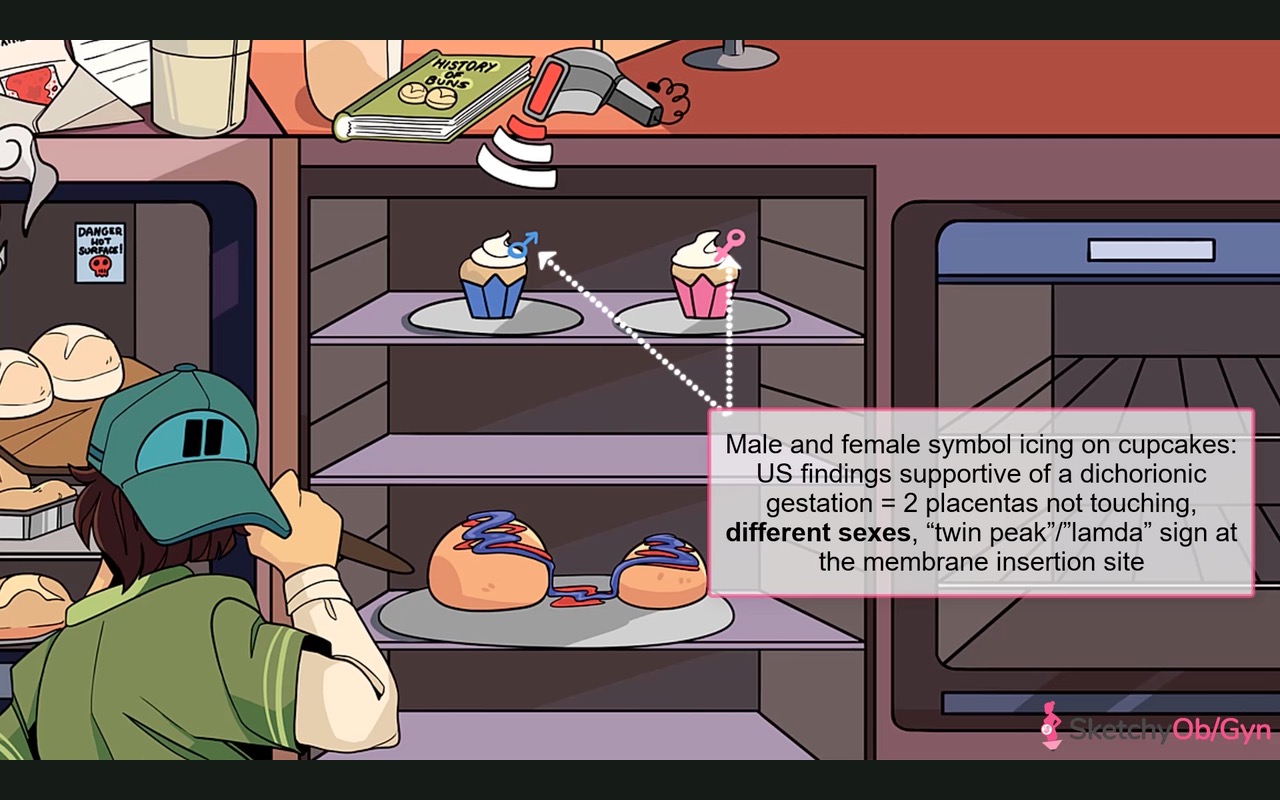 HISTORY
OF
BUNS
DANGER
HOT
SURFACE!
Male and female symbol icing on cupcakes:
US findings supportive of a dichorionic
gestation = 2 placentas not touching,
different sexes, “twin peak”/”lamda” sign at
the membrane insertion site
SketchyOb/Gyn